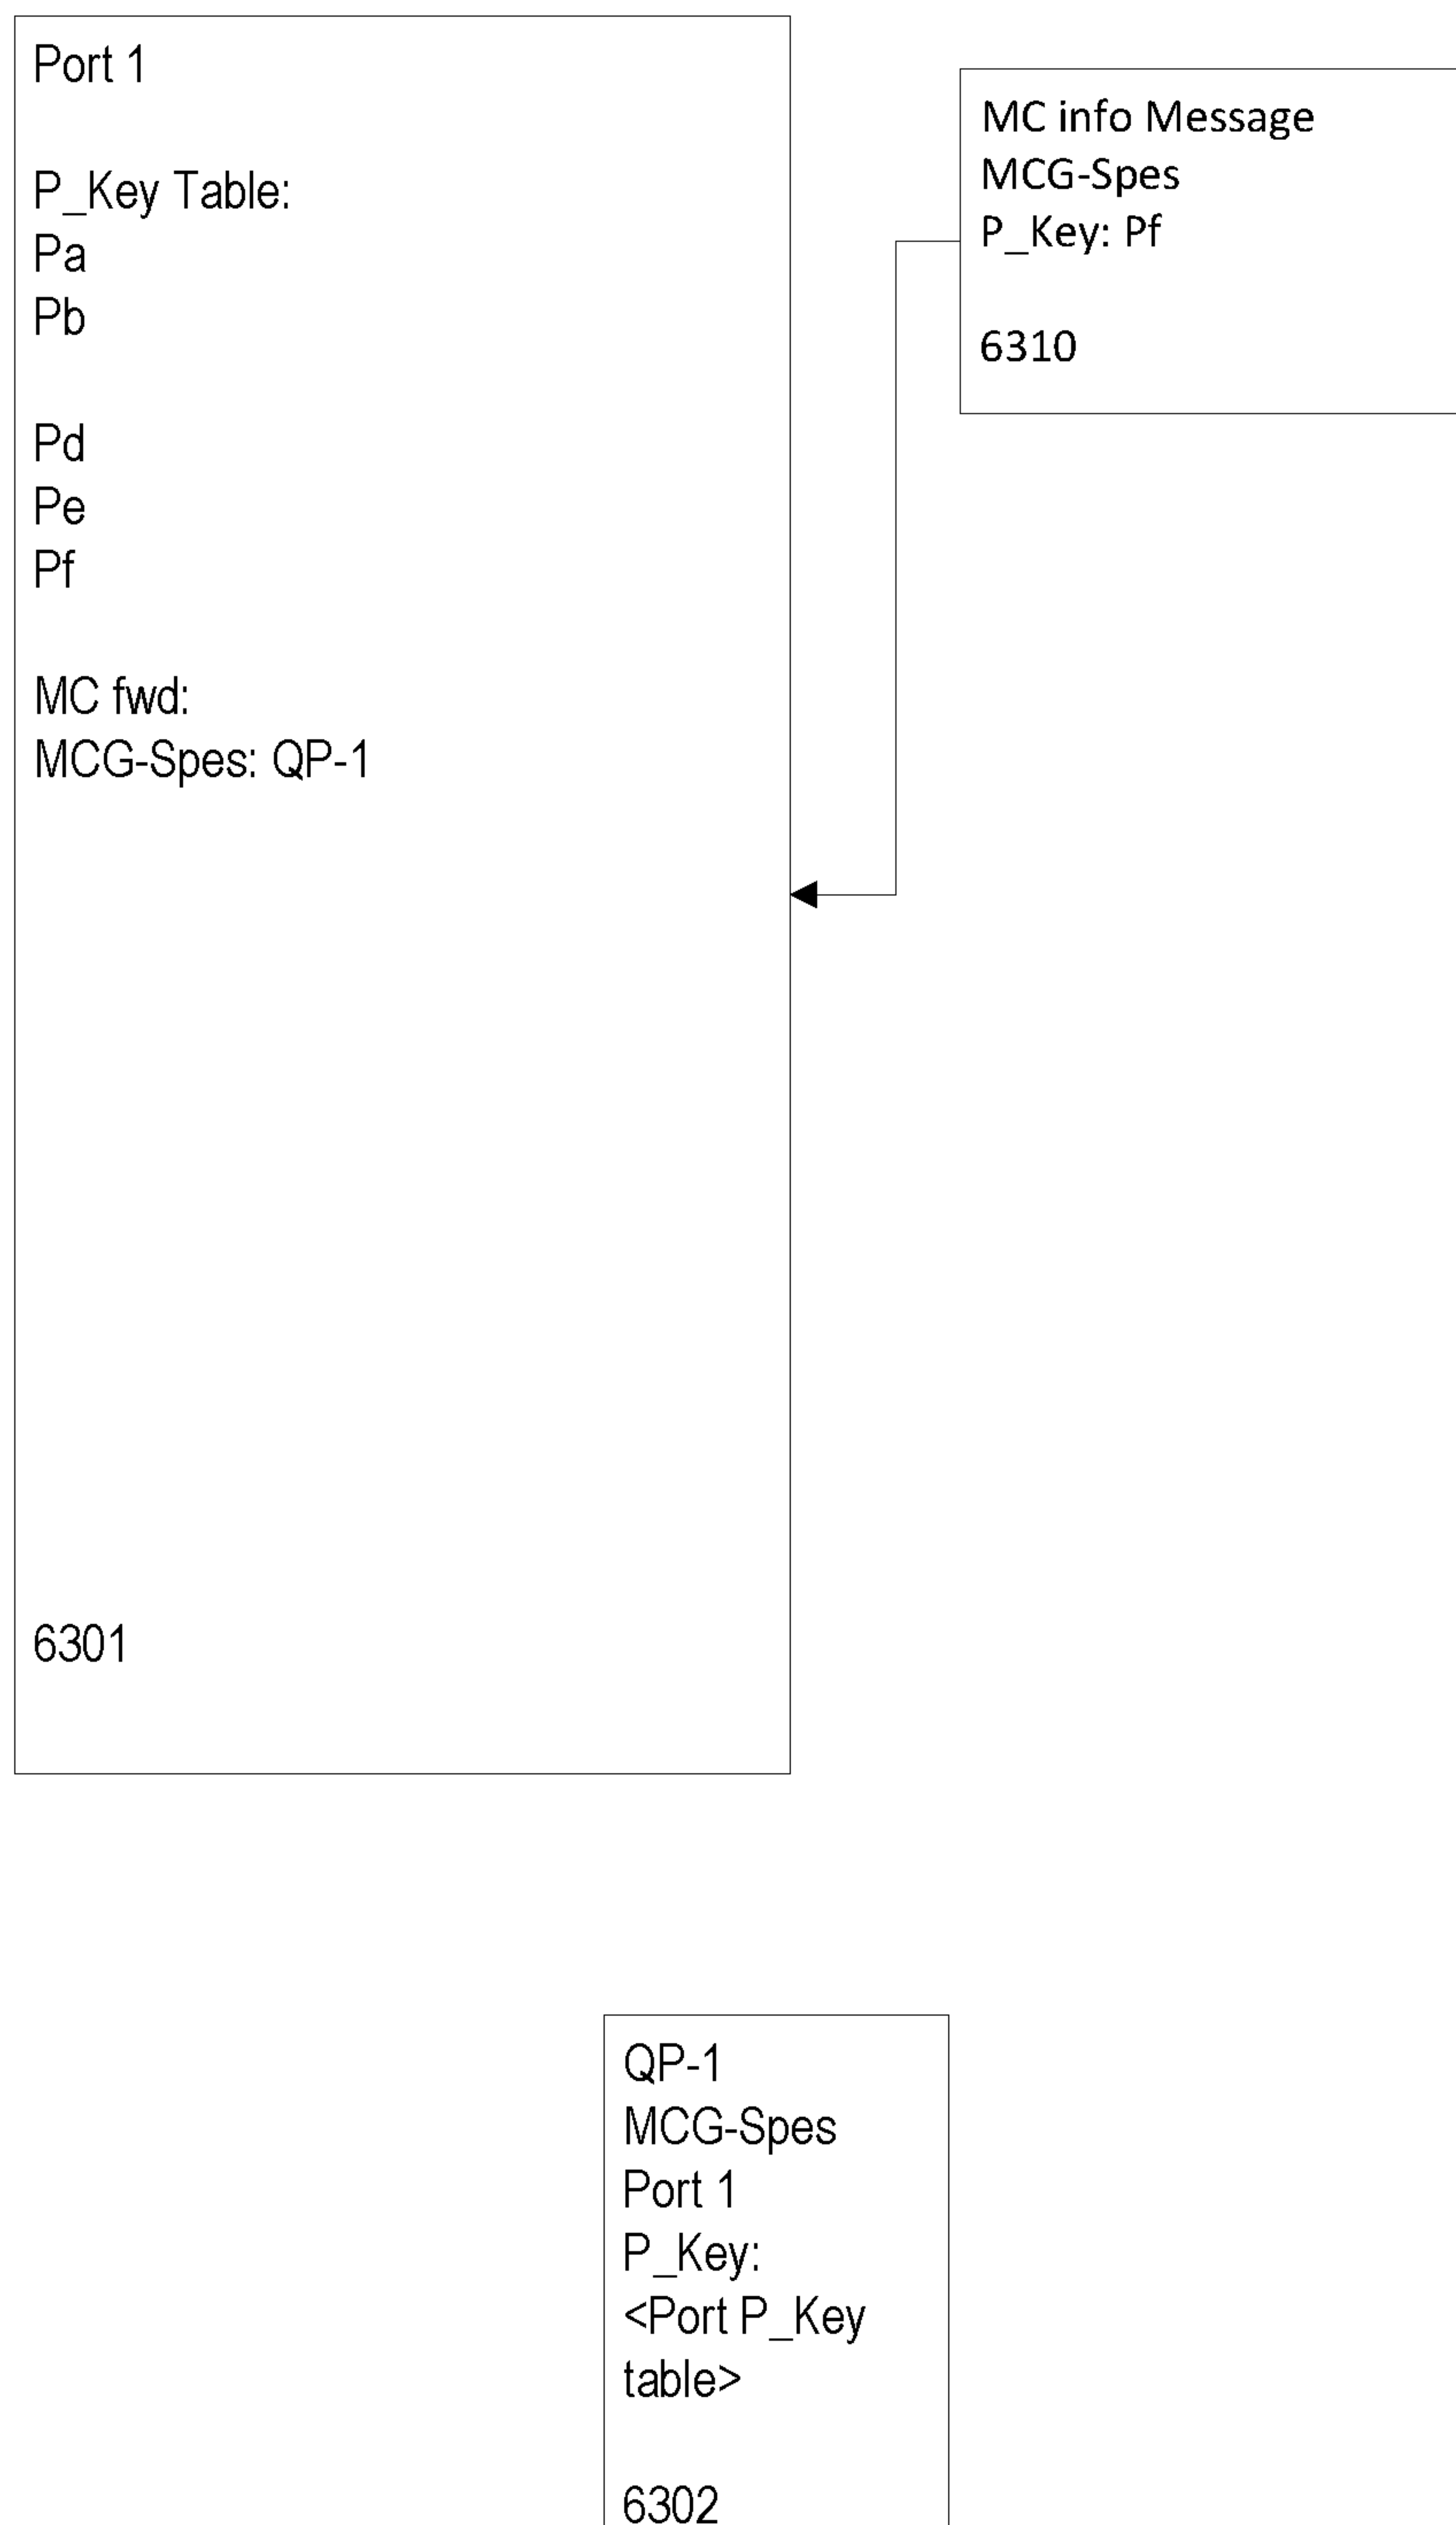 Port 1
P_Key Table:
Pa
Pb
Pd
Pe
Pf
MC fwd:
MCG-Spes: QP-1
6301
MC info Message
MCG-Spes
P_Key: Pf
6310
QP-1
MCG-Spes
Port 1
P_Key:
<Port P_Key
table>
6302